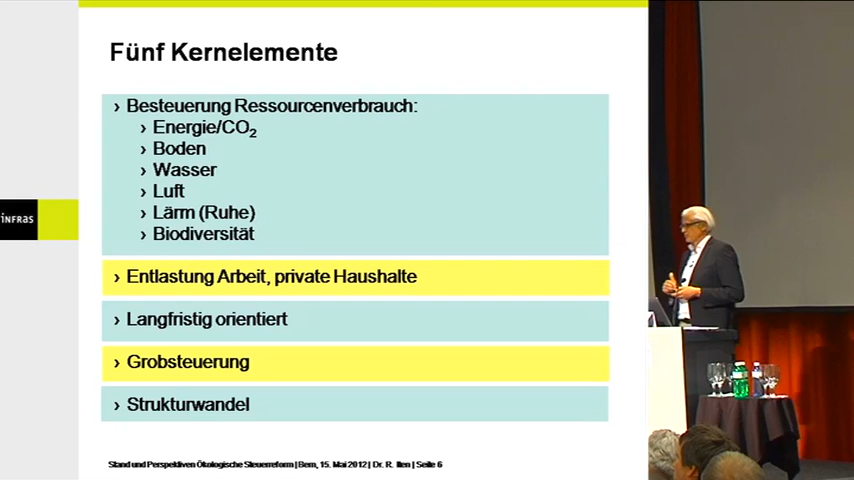 Fünf Kernelemente
› Besteuerung Ressourcenverbrauch:
› Energie/CO₂
› Boden
› Wasser
› Luft
› Lärm (Ruhe)
› Biodiversität
infras
› Entlastung Arbeit, private Haushalte
› Langfristig orientiert
› Grobsteuerung
› Strukturwandel
Stand und Perspektiven Ökologische Steuerreform | Bern, 15. Mai 2012 | Dr. R. Iten | Seite 6